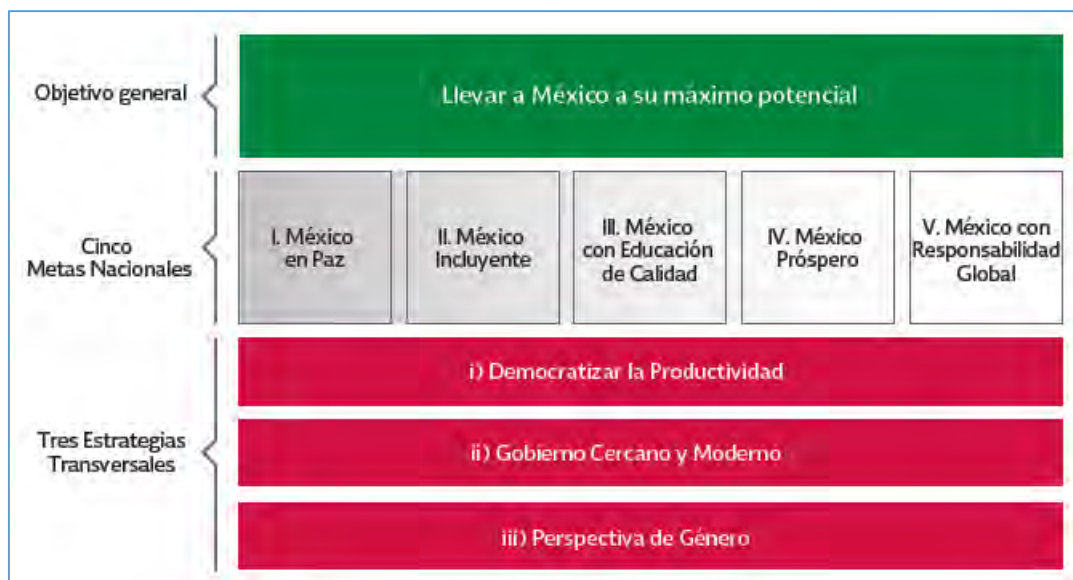 Objetivo general
Llevar a México a su máximo potencial
Cinco
Metas Nacionales
I. México
en Paz
II. México
Incluyente
III. México
con Educación
de Calidad
IV. México
Próspero
V. México con
Responsabilidad
Global
Tres Estrategias
Transversales
i) Democratizar la Productividad
ii) Gobierno Cercano y Moderno
iii) Perspectiva de Género